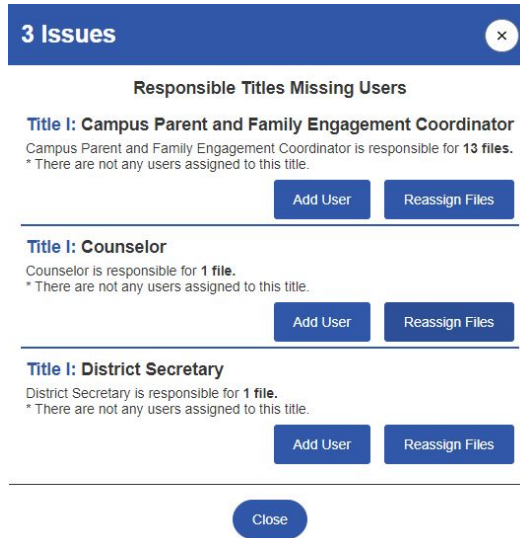 3 Issues
×
Responsible Titles Missing Users
Title I: Campus Parent and Family Engagement Coordinator
Campus Parent and Family Engagement Coordinator is responsible for 13 files.
* There are not any users assigned to this title.
Add User Reassign Files
Title I: Counselor
Counselor is responsible for 1 file.
* There are not any users assigned to this title.
Add User Reassign Files
Title I: District Secretary
District Secretary is responsible for 1 file.
* There are not any users assigned to this title.
Add User Reassign Files
Close